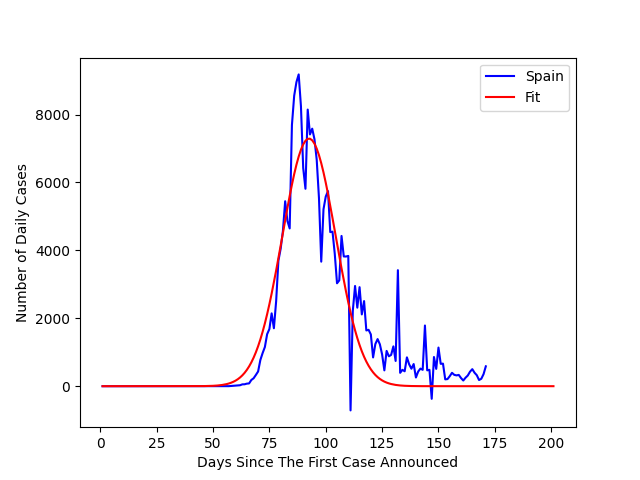 Spain
Fit
Number of Daily Cases
8000
6000
4000
2000
0
0 25 50 75 100 125 150 175 200
Days Since The First Case Announced